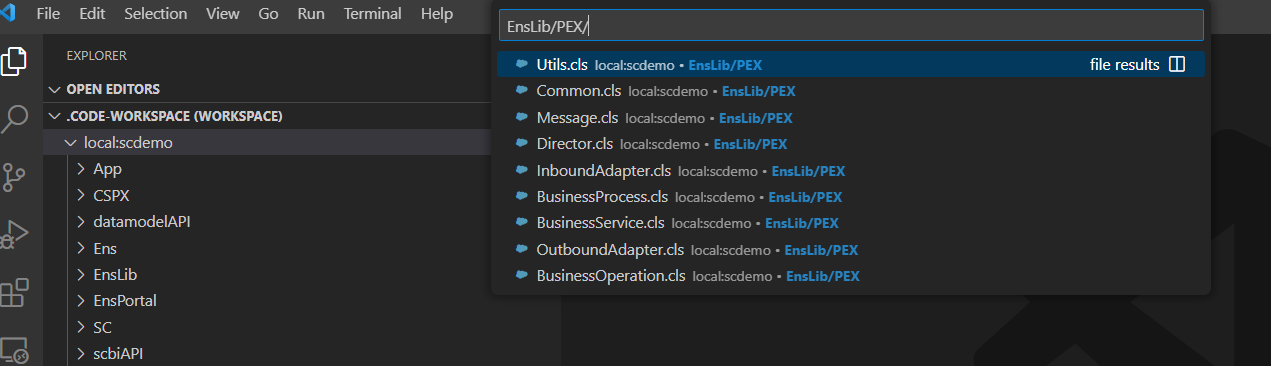 File Edit View Go Run Terminal Help
EnsLib/PEX/
EXPLORER
OPEN EDITORS
.CODE-WORKSPACE (WORKSPACE)
local:scdemo
App
CSPX
datamodelAPI
Ens
EnsLib
EnsPortal
SC
scbiAPI
Utils.cls local:scdemo • EnsLib/PEX file results
Common.cls local:scdemo • EnsLib/PEX
Message.cls local:scdemo • EnsLib/PEX
Director.cls local:scdemo • EnsLib/PEX
InboundAdapter.cls local:scdemo • EnsLib/PEX
BusinessProcess.cls local:scdemo • EnsLib/PEX
BusinessService.cls local:scdemo • EnsLib/PEX
OutboundAdapter.cls local:scdemo • EnsLib/PEX
BusinessOperation.cls local:scdemo • EnsLib/PEX